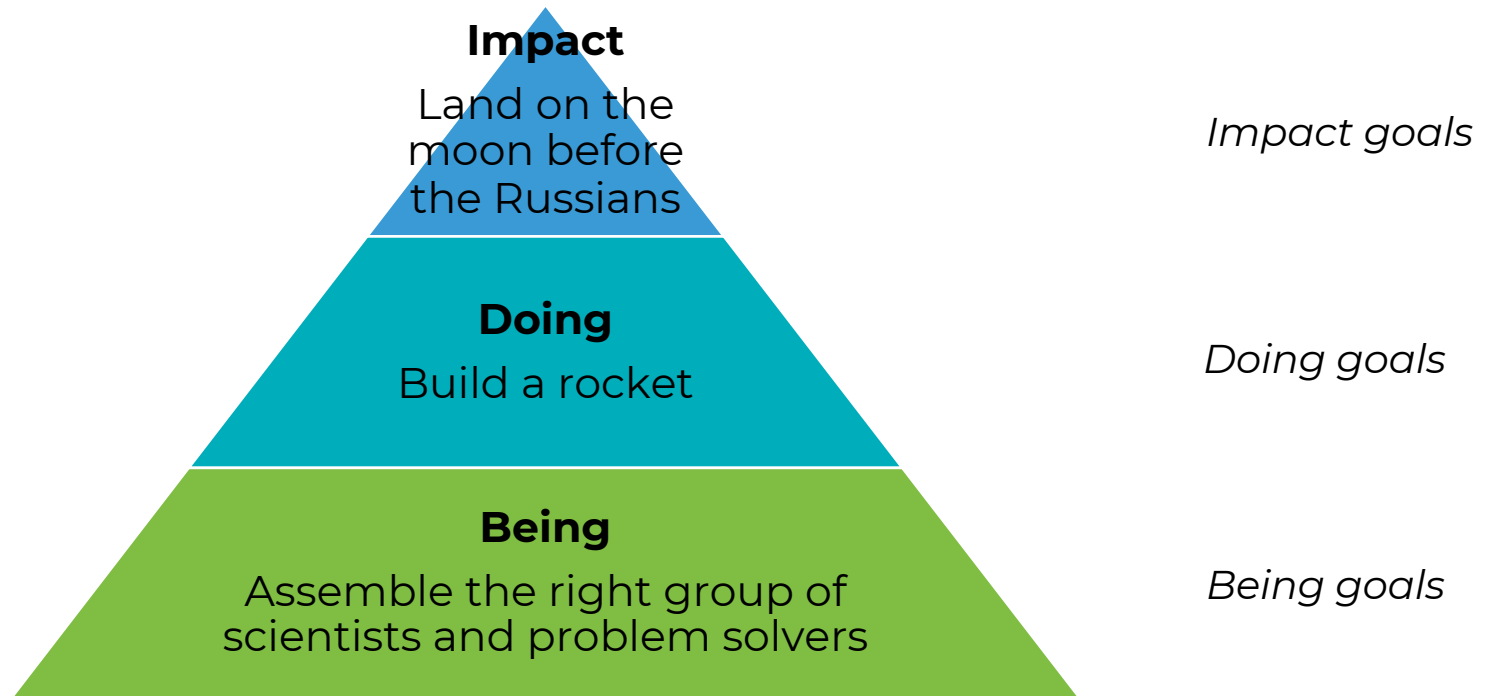 Impact
Land on the
moon before
the Russians
Impact goals
Doing
Build a rocket
Doing goals
Being
Assemble the right group of
scientists and problem solvers
Being goals